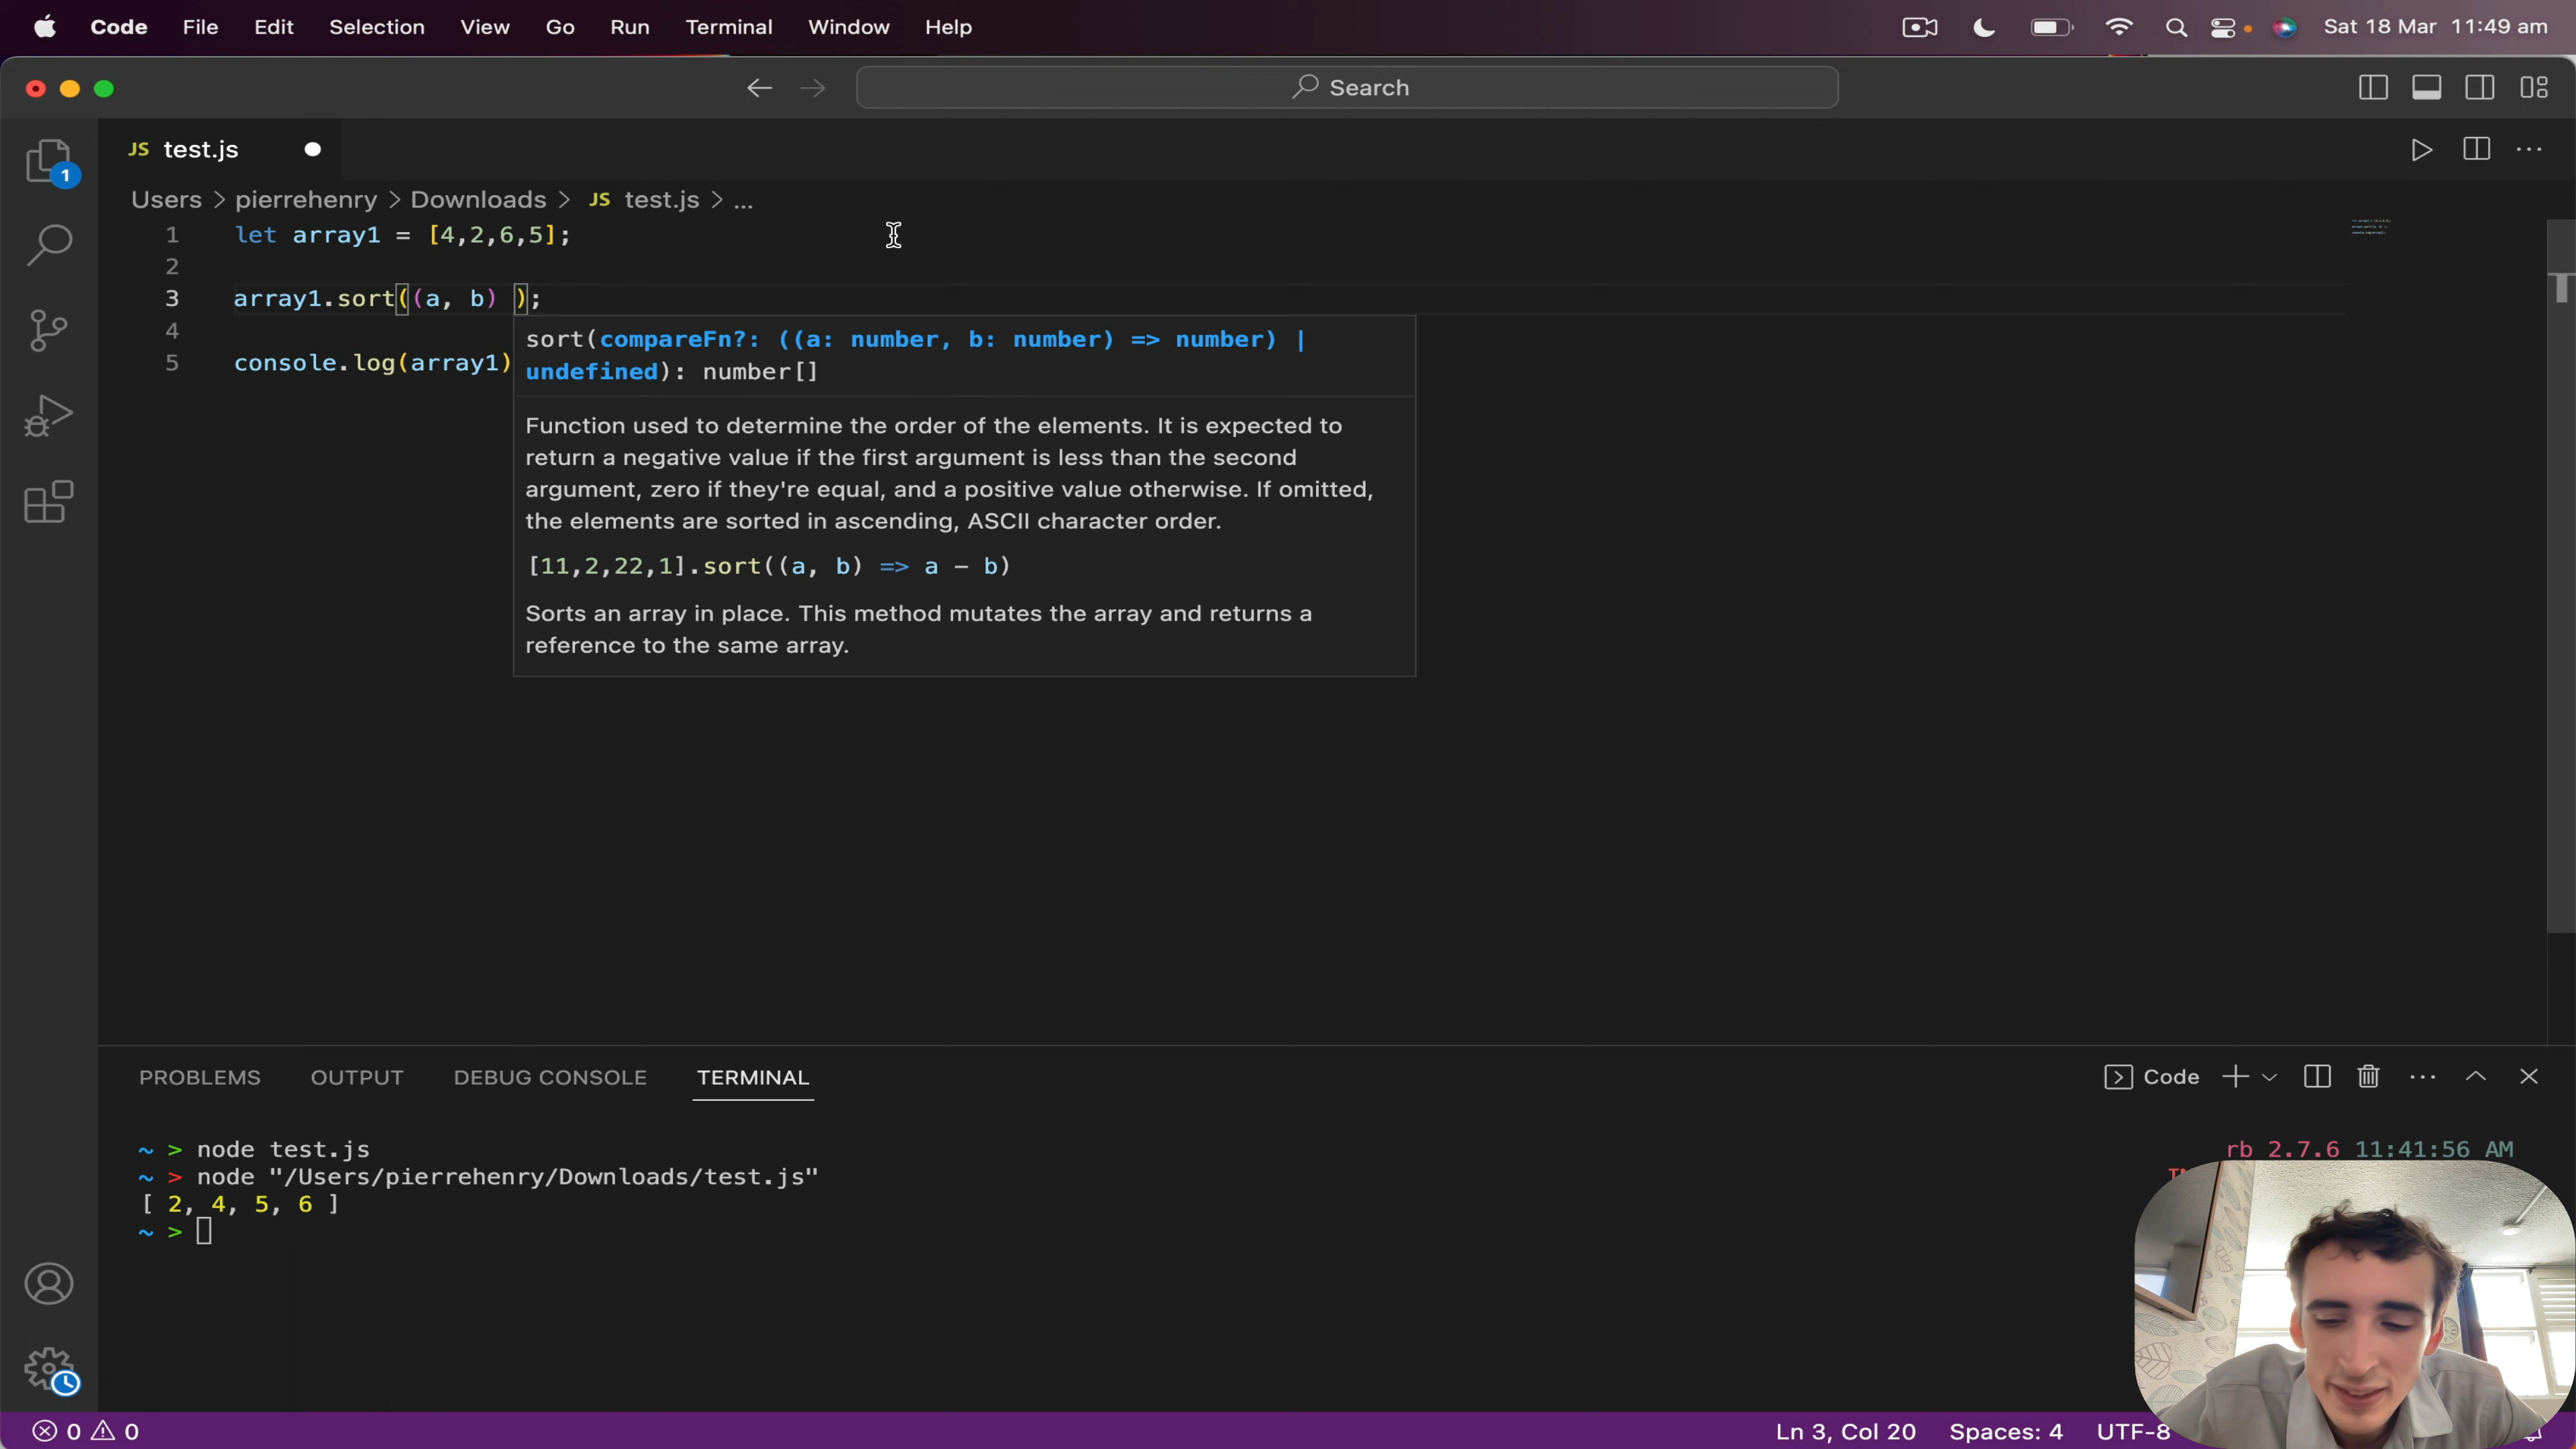 Code File Edit Selection View Go Run Terminal Window Help Sat 18 Mar 11:49 am
Search
JS test.js
1
Users > pierrehenry > Downloads > JS test.js > ...
1 let array1 = [4,2,6,5];
2
3 array1.sort((a, b) );
4
5 console.log(array1)
sort(compareFn?: ((a: number, b: number) => number) |
undefined): number[]
Function used to determine the order of the elements. It is expected to
return a negative value if the first argument is less than the second
argument, zero if they're equal, and a positive value otherwise. If omitted,
the elements are sorted in ascending, ASCII character order.
[11,2,22,1].sort((a, b) => a - b)
Sorts an array in place. This method mutates the array and returns a
reference to the same array.
PROBLEMS OUTPUT DEBUG CONSOLE TERMINAL Code
~ > node test.js rb 2.7.6 11:41:56 AM
~ > node "/Users/pierrehenry/Downloads/test.js"
[ 2, 4, 5, 6 ]
~ >
0 0 Ln 3, Col 20 Spaces: 4 UTF-8